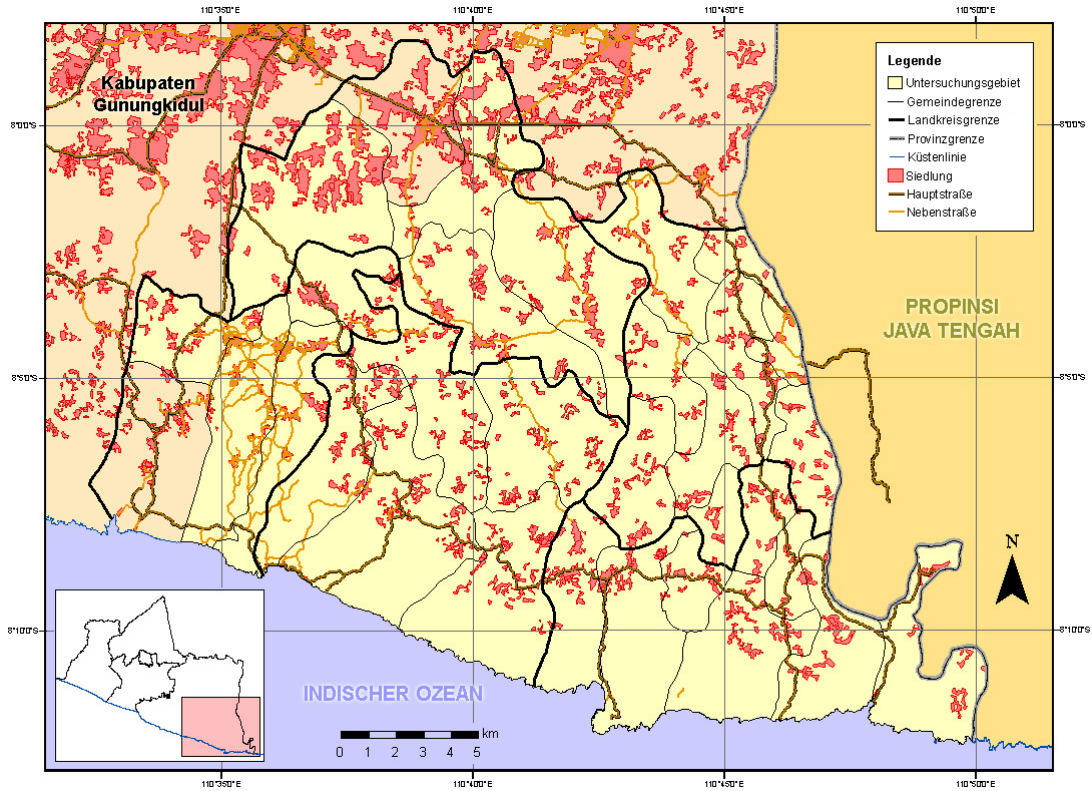 110°35'0"E 110°40'0"E 110°45'0"E 110°50'0"E
Kabupaten
Gunungkidul
Legende
Untersuchungsgebiet
Gemeindegrenze
Landkreisgrenze
Provinzgrenze
Küstenlinie
Siedlung
Hauptstraße
Nebenstraße
8°0'0"S 8°0'0"S
PROPINSI
JAVA TENGAH
8°5'0"S 8°5'0"S
N
8°10'0"S 8°10'0"S
INDISCHER OZEAN
km
0 1 2 3 4 5
110°35'0"E 110°40'0"E 110°45'0"E 110°50'0"E